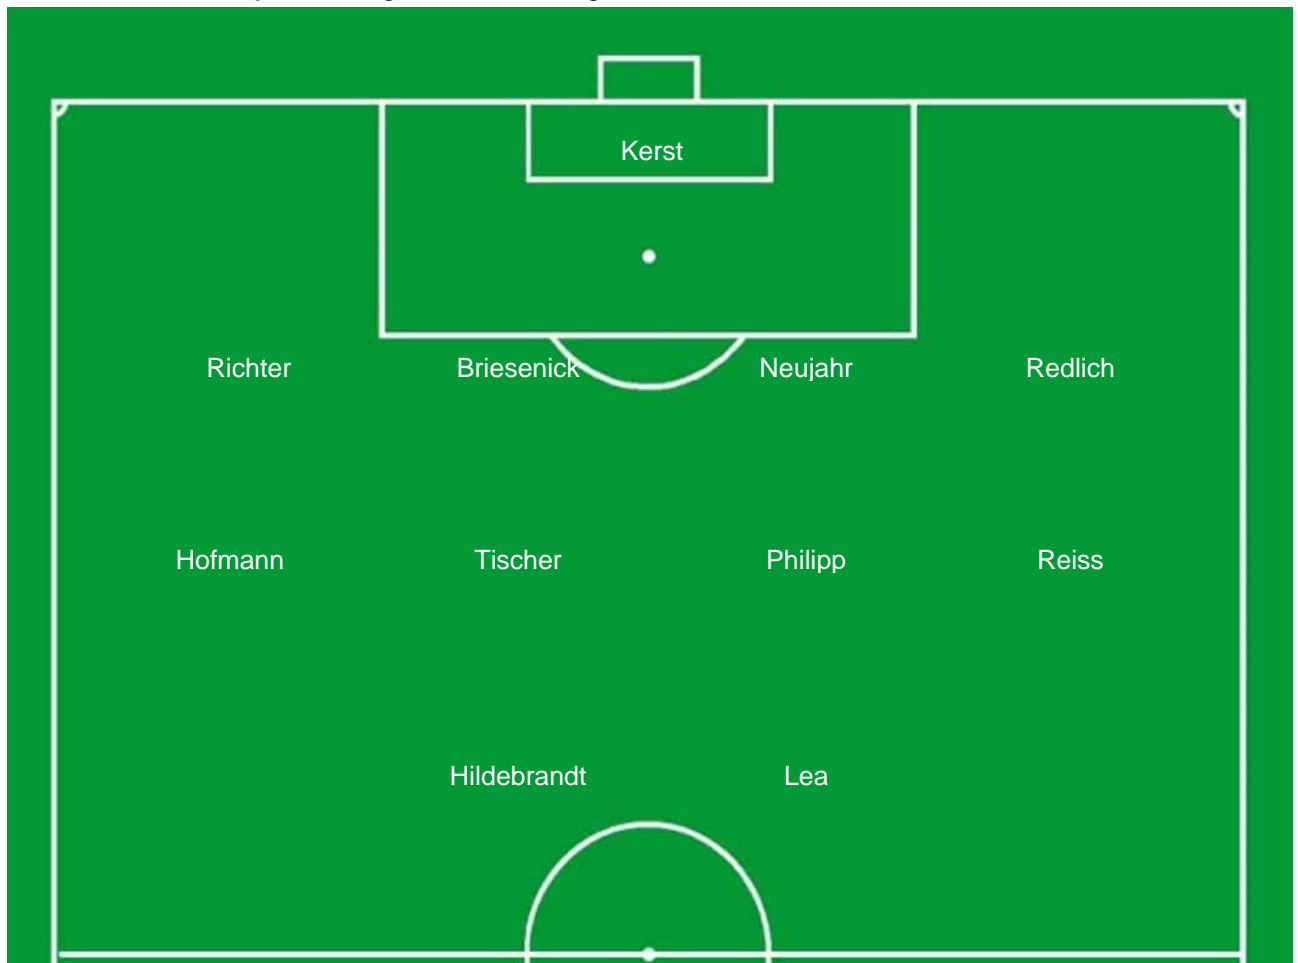 Kerst
Richter Briesenick Neujahr Redlich
Hofmann Tischer Philipp Reiss
Hildebrandt Lea